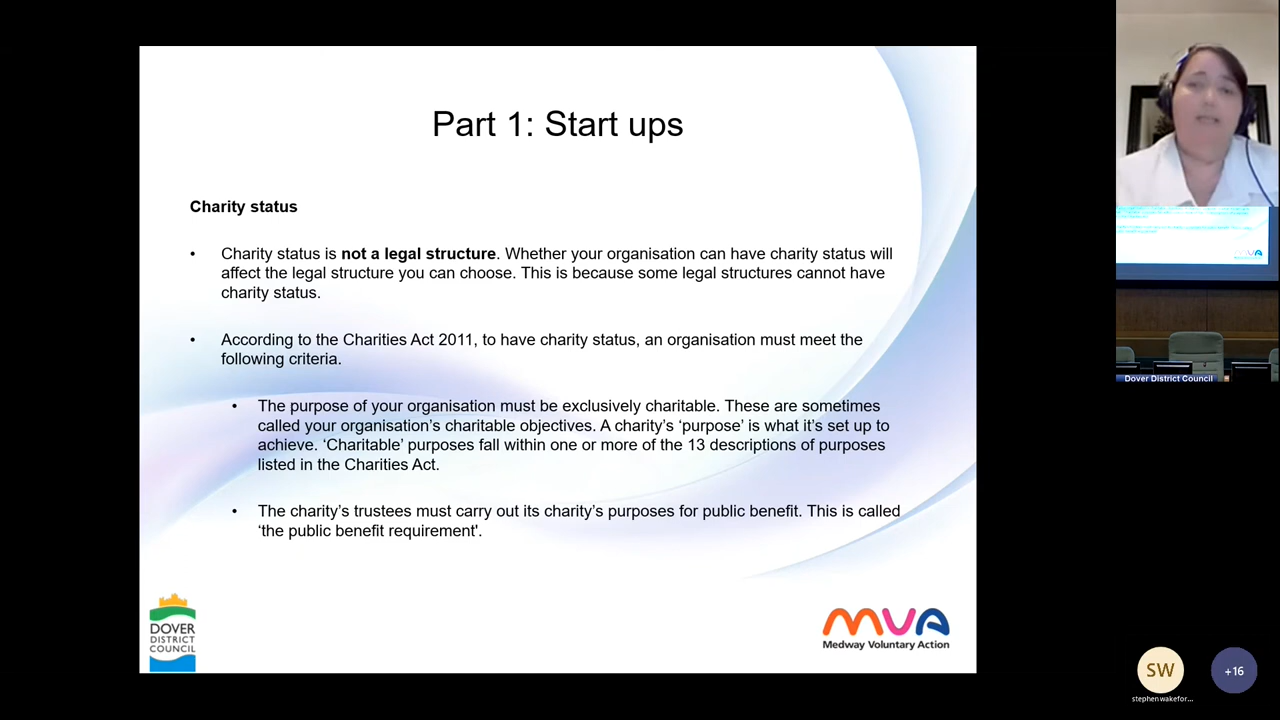 Part 1: Start ups
Charity status
• Charity status is not a legal structure. Whether your organisation can have charity status will
affect the legal structure you can choose. This is because some legal structures cannot have
charity status.
• According to the Charities Act 2011, to have charity status, an organisation must meet the
following criteria.
• The purpose of your organisation must be exclusively charitable. These are sometimes
called your organisation’s charitable objectives. A charity’s ‘purpose’ is what it’s set up to
achieve. ‘Charitable’ purposes fall within one or more of the 13 descriptions of purposes
listed in the Charities Act.
• The charity’s trustees must carry out its charity’s purposes for public benefit. This is called
‘the public benefit requirement'.
DOVER
DISTRICT
COUNCIL
MVA
Medway Voluntary Action
MVA
Dover District Council
SW
stephen wakefor...
+16